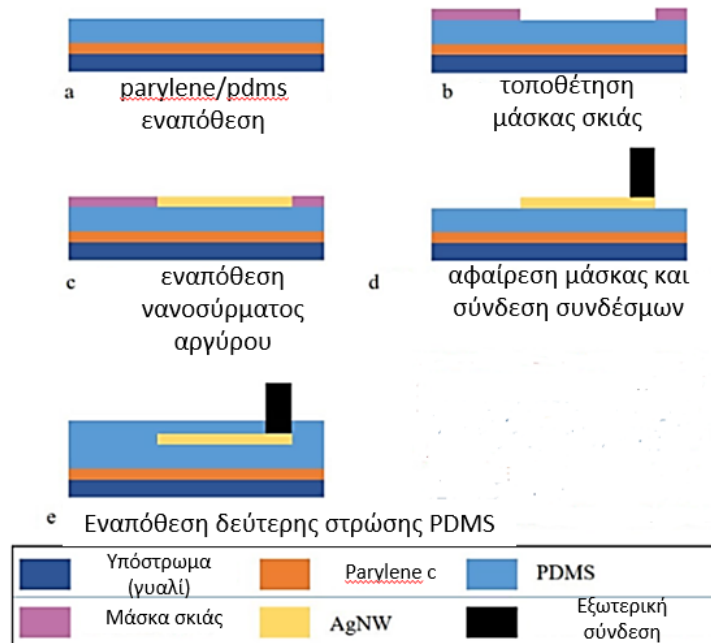 a parylene/pdms
εναπόθεση
b τοποθέτηση
μάσκας σκιάς
c εναπόθεση
νανοσύρματος
αργύρου
d αφαίρεση μάσκας και
σύνδεση συνδέσμων
e Εναπόθεση δεύτερης στρώσης PDMS
Υπόστρωμα
(γυαλί)
Parylene c
PDMS
Μάσκα σκιάς
AgNW
Εξωτερική
σύνδεση